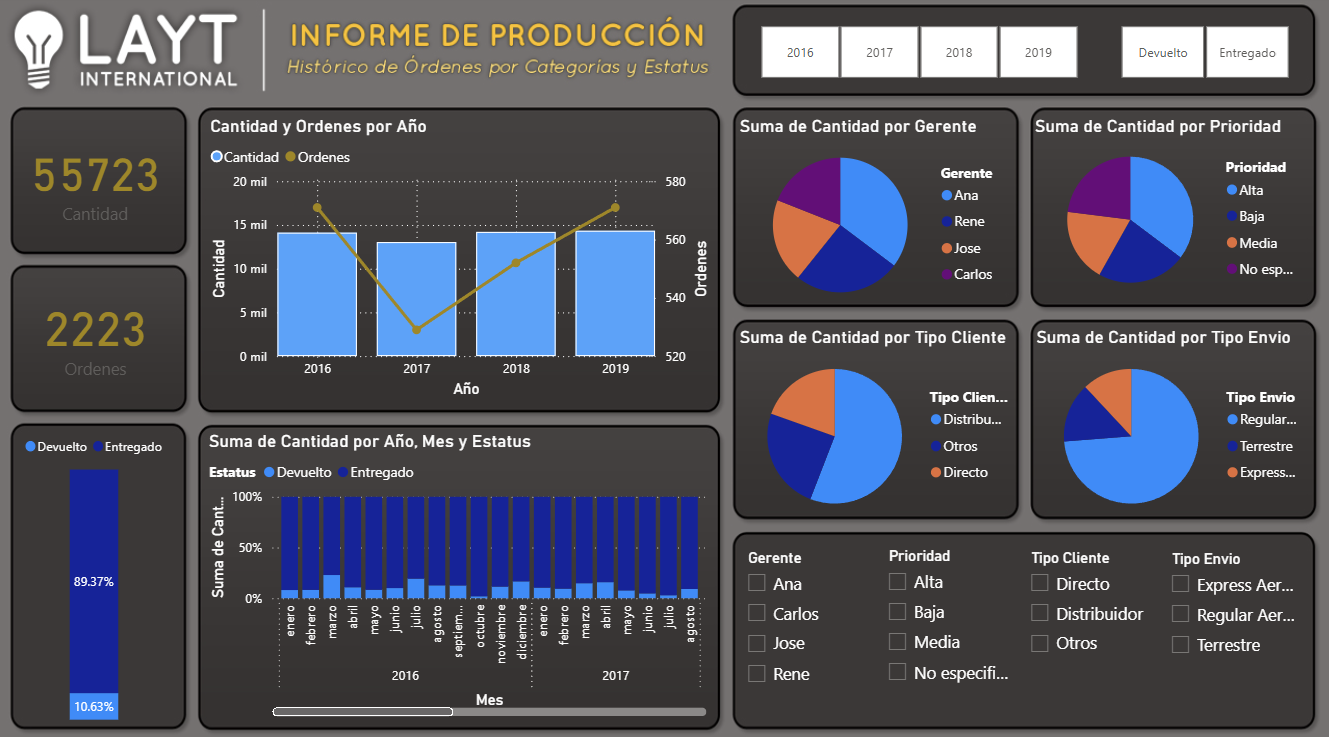 LAYT
INTERNATIONAL
INFORME DE PRODUCCIÓN
Histórico de Órdenes por Categorías y Estatus
2016 2017 2018 2019
Devuelto Entregado
55723
Cantidad
2223
Ordenes
Devuelto Entregado
89.37%
10.63%
Cantidad y Ordenes por Año
Cantidad Ordenes
20 mil
15 mil
10 mil
5 mil
0 mil
Cantidad
580
560
540
520
Ordenes
2016 2017 2018 2019
Año
Suma de Cantidad por Año, Mes y Estatus
Estatus Devuelto Entregado
Suma de Cant...
100%
50%
0%
enero febrero marzo abril mayo junio julio agosto septiem... octubre noviembre diciembre enero febrero marzo abril mayo junio julio agosto
2016 2017
Mes
Suma de Cantidad por Gerente
Gerente
Ana
Rene
Jose
Carlos
Suma de Cantidad por Prioridad
Prioridad
Alta
Baja
Media
No esp...
Suma de Cantidad por Tipo Cliente
Tipo Clien...
Distribu...
Otros
Directo
Suma de Cantidad por Tipo Envio
Tipo Envio
Regular...
Terrestre
Express...
Gerente
Ana
Carlos
Jose
Rene
Prioridad
Alta
Baja
Media
No especifi...
Tipo Cliente
Directo
Distribuidor
Otros
Tipo Envio
Express Aer...
Regular Aer...
Terrestre